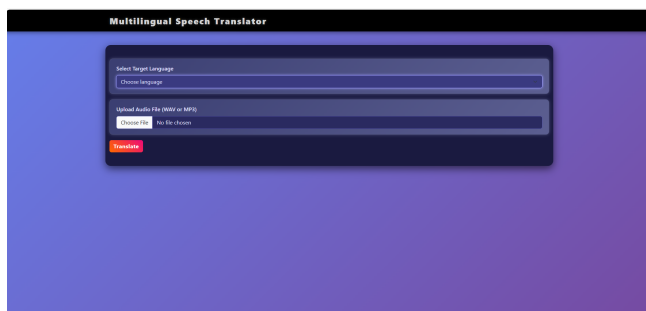 Multilingual Speech Translator
Select Target Language
Choose language
Upload Audio File (WAV or MP3)
Choose File No file chosen
Translate